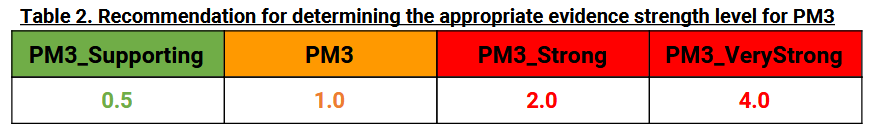 Table 2. Recommendation for determining the appropriate evidence strength level for PM3
PM3_Supporting PM3 PM3_Strong PM3_VeryStrong
0.5 1.0 2.0 4.0